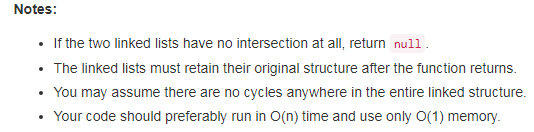 Notes:
• If the two linked lists have no intersection at all, return null.
• The linked lists must retain their original structure after the function returns.
• You may assume there are no cycles anywhere in the entire linked structure.
• Your code should preferably run in O(n) time and use only O(1) memory.